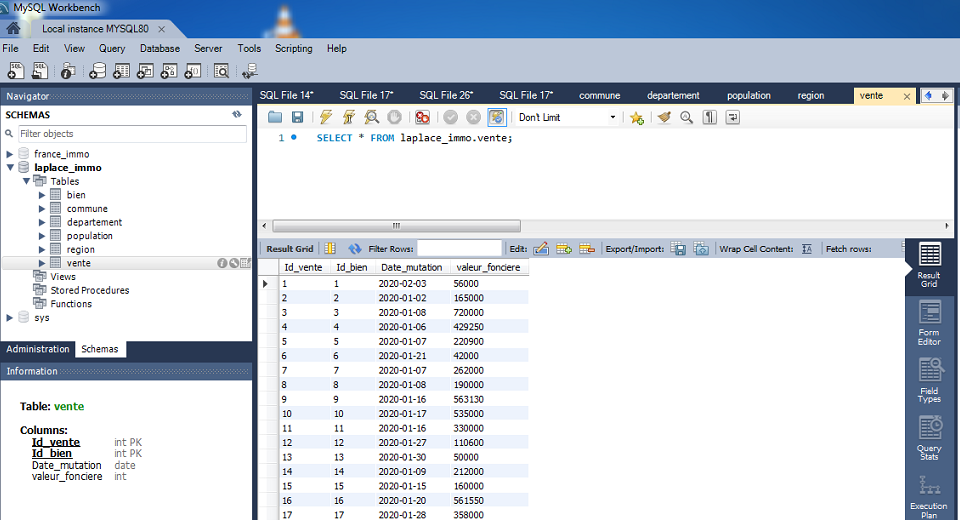 MySQL Workbench
Local instance MYSQL80
File Edit View Query Database Server Tools Scripting Help
Navigator
SCHEMAS
Filter objects
france_immo
laplace_immo
Tables
bien
commune
departement
population
region
vente
Views
Stored Procedures
Functions
sys
Administration Schemas
Information
Table: vente
Columns:
Id_vente int PK
Id_bien int PK
Date_mutation date
valeur_fonciere int
SQL File 14* SQL File 17* SQL File 26* SQL File 17* commune departement population region vente
Don't Limit
1 SELECT * FROM laplace_immo.vente;
Result Grid Filter Rows: Edit: Export/Import: Wrap Cell Content: Fetch rows:
Id_vente Id_bien Date_mutation valeur_fonciere
1 1 2020-02-03 56000
2 2 2020-01-02 165000
3 3 2020-01-08 720000
4 4 2020-01-06 429250
5 5 2020-01-07 220900
6 6 2020-01-21 42000
7 7 2020-01-07 262000
8 8 2020-01-08 190000
9 9 2020-01-16 563130
10 10 2020-01-17 535000
11 11 2020-01-16 330000
12 12 2020-01-27 110600
13 13 2020-01-30 50000
14 14 2020-01-09 212000
15 15 2020-01-15 160000
16 16 2020-01-20 561550
17 17 2020-01-28 358000
Result
Grid
Form
Editor
Field
Types
Query
Stats
Execution
Plan